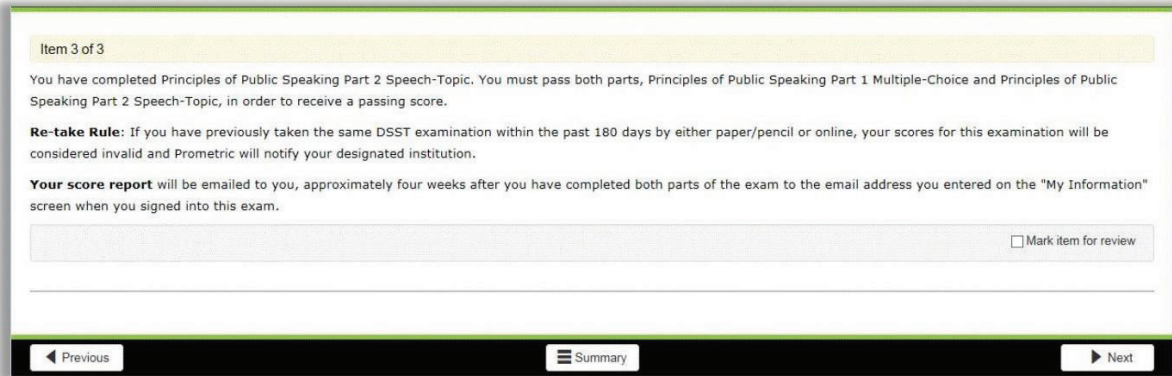 Item 3 of 3
You have completed Principles of Public Speaking Part 2 Speech-Topic. You must pass both parts, Principles of Public Speaking Part 1 Multiple-Choice and Principles of Public
Speaking Part 2 Speech-Topic, in order to receive a passing score.
Re-take Rule: If you have previously taken the same DSST examination within the past 180 days by either paper/pencil or online, your scores for this examination will be
considered invalid and Prometric will notify your designated institution.
Your score report will be emailed to you, approximately four weeks after you have completed both parts of the exam to the email address you entered on the "My Information"
screen when you signed into this exam.
Mark item for review
Previous
Summary
Next